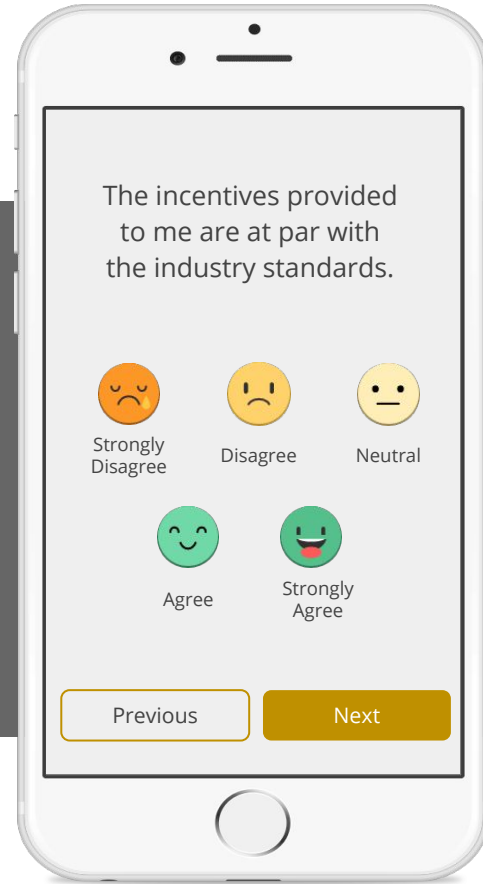 The incentives provided
to me are at par with
the industry standards.
Strongly
Disagree
Disagree
Neutral
Agree
Strongly
Agree
Previous
Next